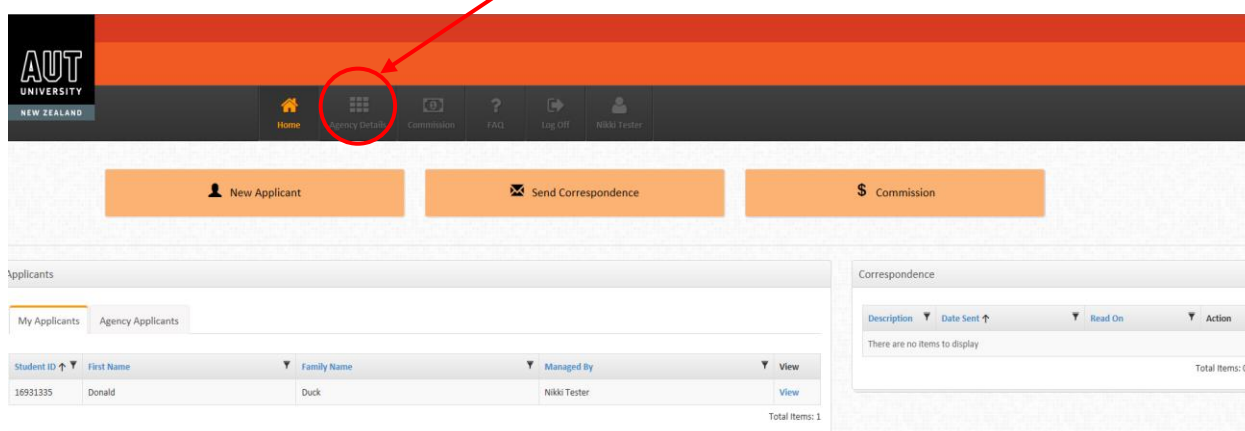 AUT
UNIVERSITY
NEW ZEALAND
Home
Agency Details
Commission
FAQ
Log Off
Nikki Tester
New Applicant
Send Correspondence
$ Commission
Applicants
My Applicants Agency Applicants
Student ID ↑ First Name Family Name Managed By View
16931335 Donald Duck Nikki Tester View
Total Items: 1
Correspondence
Description Date Sent ↑ Read On Action
There are no items to display
Total Items: 0